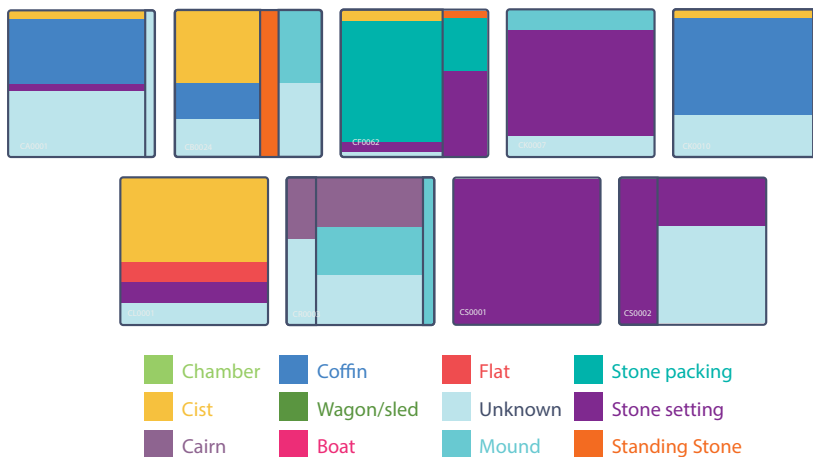 CF0062
CS0001
CS0002
Chamber Coffin Flat Stone packing
Cist Wagon/sled Unknown Stone setting
Cairn Boat Mound Standing Stone